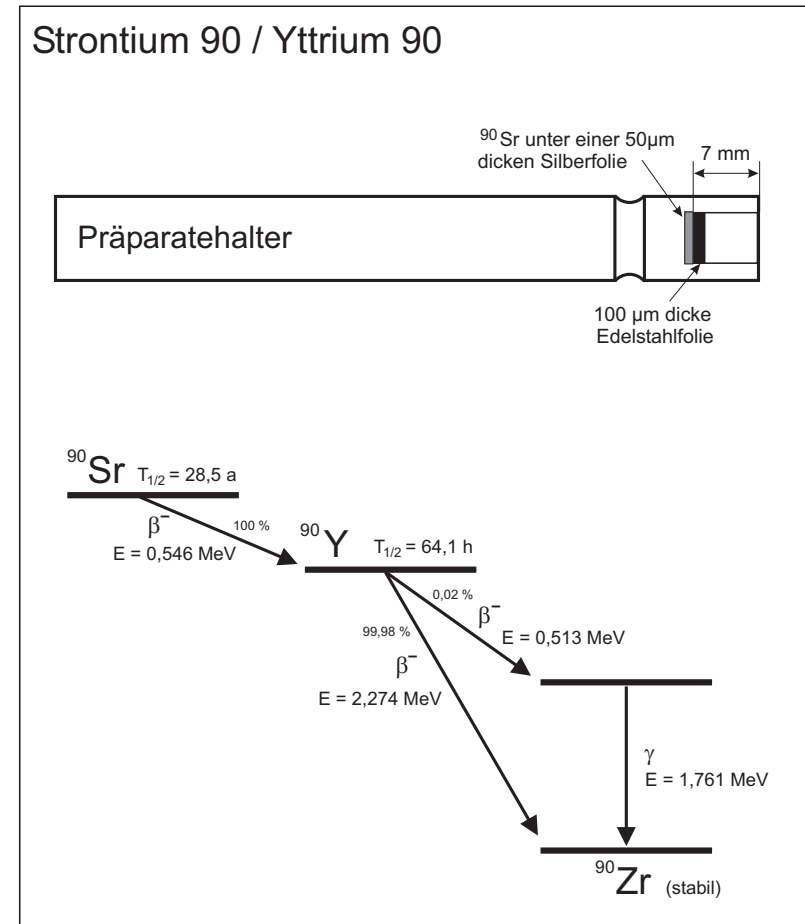 Strontium 90 / Yttrium 90
90Sr unter einer 50µm
dicken Silberfolie
7 mm
Präparatehalter
100 µm dicke
Edelstahlfolie
90Sr T1/2 = 28,5 a
β−
100 %
E = 0,546 MeV
90Y T1/2 = 64,1 h
0,02 %
β−
E = 0,513 MeV
99,98 %
β−
E = 2,274 MeV
γ
E = 1,761 MeV
90Zr (stabil)